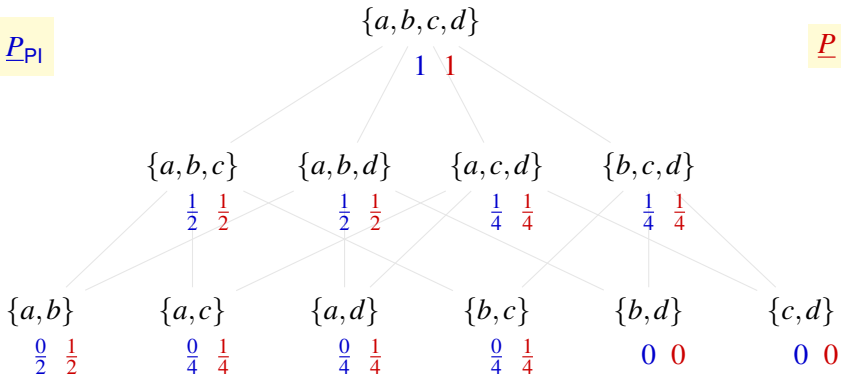 {a,b,c,d}
P_PI P
1 1
{a,b,c} {a,b,d} {a,c,d} {b,c,d}
1/2 1/2 1/2 1/2 1/4 1/4 1/4 1/4
{a,b} {a,c} {a,d} {b,c} {b,d} {c,d}
0/2 1/2 0/4 1/4 0/4 1/4 0/4 1/4 0 0 0 0